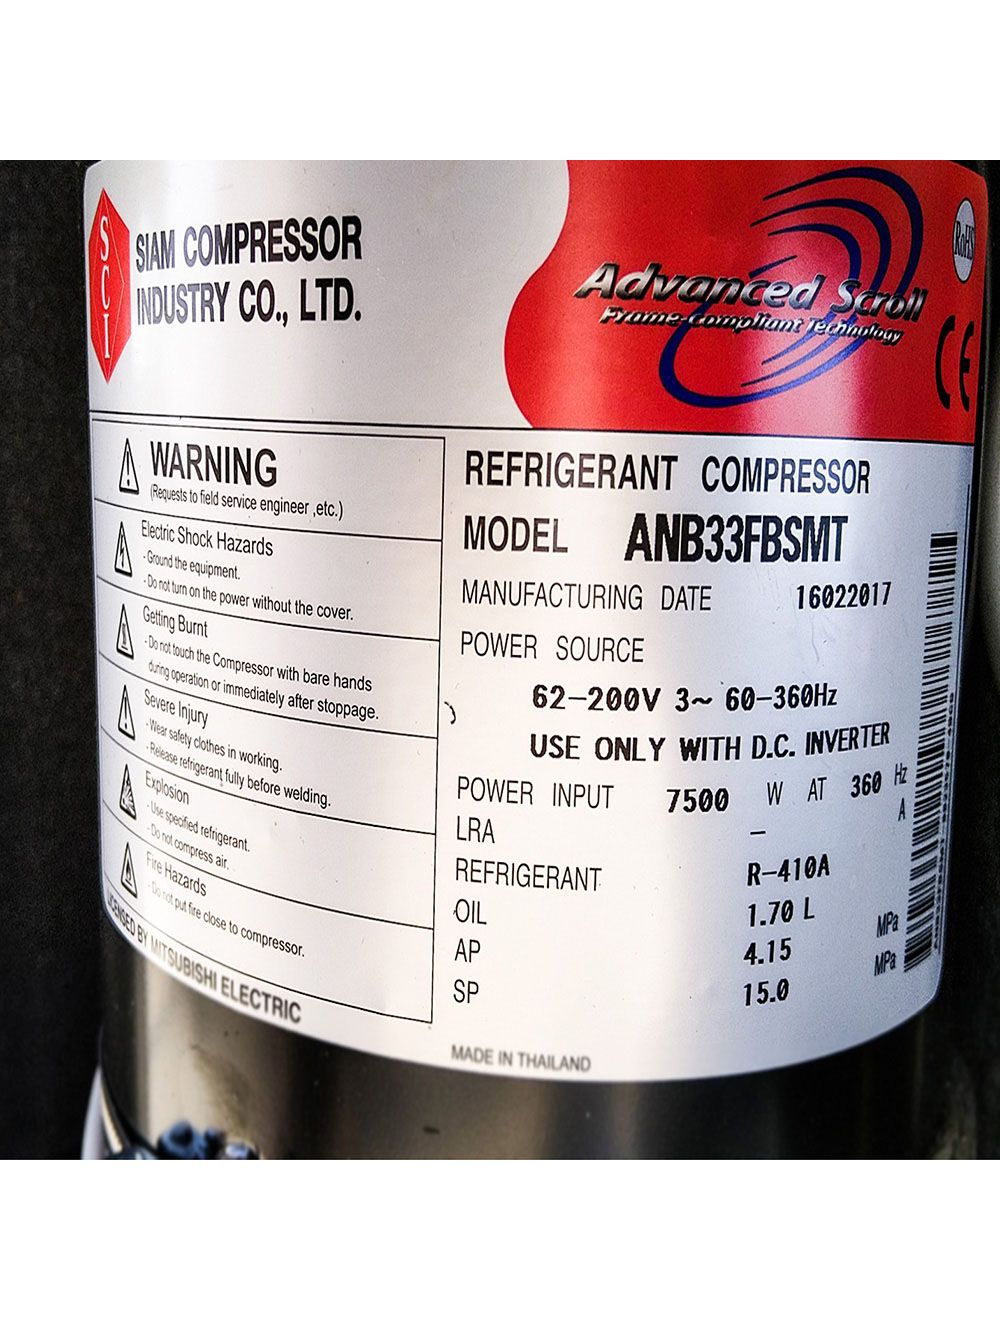 SCI
SIAM COMPRESSOR
INDUSTRY CO., LTD.
Advanced Scroll
Frame-Compliant Technology
RoHS
CE
WARNING
(Requests to field service engineer ,etc.)
Electric Shock Hazards
- Ground the equipment.
- Do not turn on the power without the cover.
Getting Burnt
- Do not touch the Compressor with bare hands
during operation or immediately after stoppage.
Severe Injury
- Wear safety clothes in working.
- Release refrigerant fully before welding.
Explosion
- Use specified refrigerant.
- Do not compress air.
Fire Hazards
- Do not put fire close to compressor.
LICENSED BY MITSUBISHI ELECTRIC
REFRIGERANT COMPRESSOR
MODEL ANB33FBSMT
MANUFACTURING DATE 16022017
POWER SOURCE
62-200V 3~ 60-360Hz
USE ONLY WITH D.C. INVERTER
POWER INPUT 7500 W AT 360 Hz
LRA - A
REFRIGERANT R-410A
OIL 1.70 L
AP 4.15 MPa
SP 15.0 MPa
MADE IN THAILAND